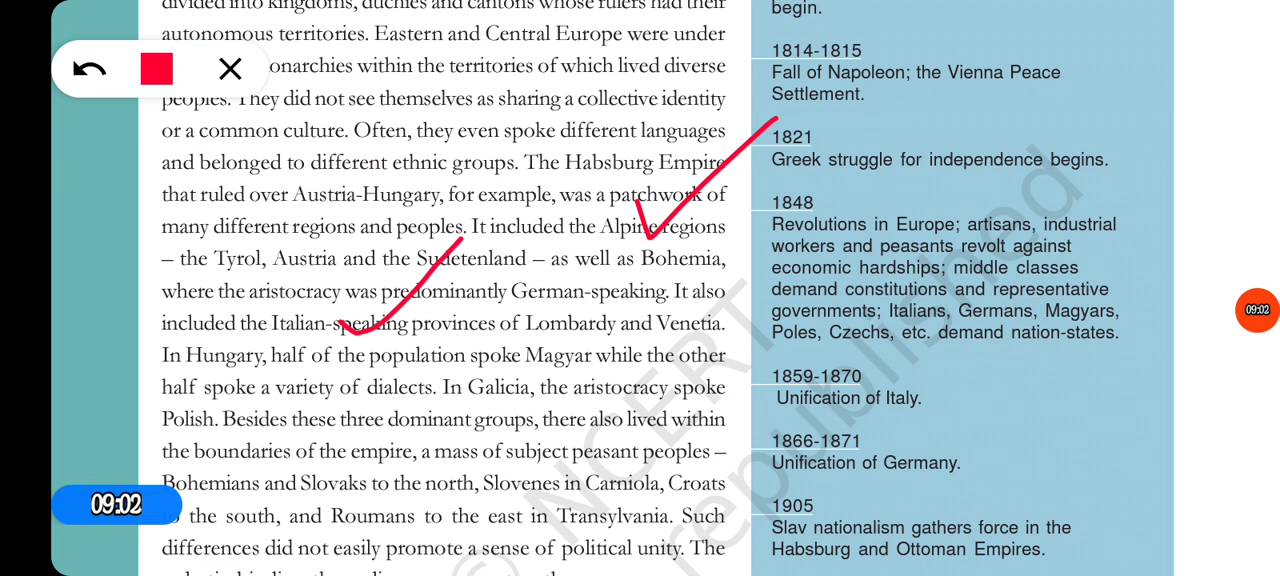 divided into kingdoms, duchies and cantons whose rulers had their
autonomous territories. Eastern and Central Europe were under
onarchies within the territories of which lived diverse
peoples. They did not see themselves as sharing a collective identity
or a common culture. Often, they even spoke different languages
and belonged to different ethnic groups. The Habsburg Empire
that ruled over Austria-Hungary, for example, was a patchwork of
many different regions and peoples. It included the Alpine regions
– the Tyrol, Austria and the Sudetenland – as well as Bohemia,
where the aristocracy was predominantly German-speaking. It also
included the Italian-speaking provinces of Lombardy and Venetia.
In Hungary, half of the population spoke Magyar while the other
half spoke a variety of dialects. In Galicia, the aristocracy spoke
Polish. Besides these three dominant groups, there also lived within
the boundaries of the empire, a mass of subject peasant peoples –
Bohemians and Slovaks to the north, Slovenes in Carniola, Croats
to the south, and Roumans to the east in Transylvania. Such
differences did not easily promote a sense of political unity. The
begin.
1814-1815
Fall of Napoleon; the Vienna Peace
Settlement.
1821
Greek struggle for independence begins.
1848
Revolutions in Europe; artisans, industrial
workers and peasants revolt against
economic hardships; middle classes
demand constitutions and representative
governments; Italians, Germans, Magyars,
Poles, Czechs, etc. demand nation-states.
1859-1870
Unification of Italy.
1866-1871
Unification of Germany.
1905
Slav nationalism gathers force in the
Habsburg and Ottoman Empires.
09:02
09:02
© NCERT
republished